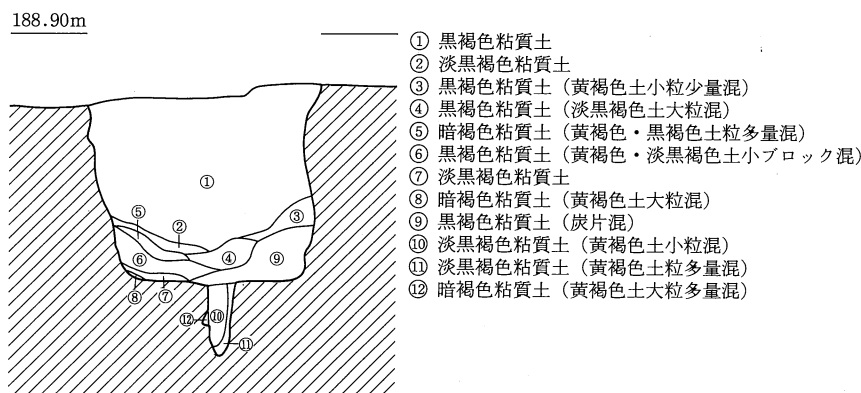 188.90m
① 黒褐色粘質土
② 淡黒褐色粘質土
③ 黒褐色粘質土（黄褐色土小粒少量混）
④ 黒褐色粘質土（淡黒褐色土大粒混）
⑤ 暗褐色粘質土（黄褐色・黒褐色土粒多量混）
⑥ 黒褐色粘質土（黄褐色・淡黒褐色土小ブロック混）
⑦ 淡黒褐色粘質土
⑧ 暗褐色粘質土（黄褐色土大粒混）
⑨ 黒褐色粘質土（炭片混）
⑩ 淡黒褐色粘質土（黄褐色土小粒混）
⑪ 淡黒褐色粘質土（黄褐色土粒多量混）
⑫ 暗褐色粘質土（黄褐色土大粒多量混）
①
⑤
②
③
⑥
④
⑨
⑧
⑦
⑫
⑩
⑪